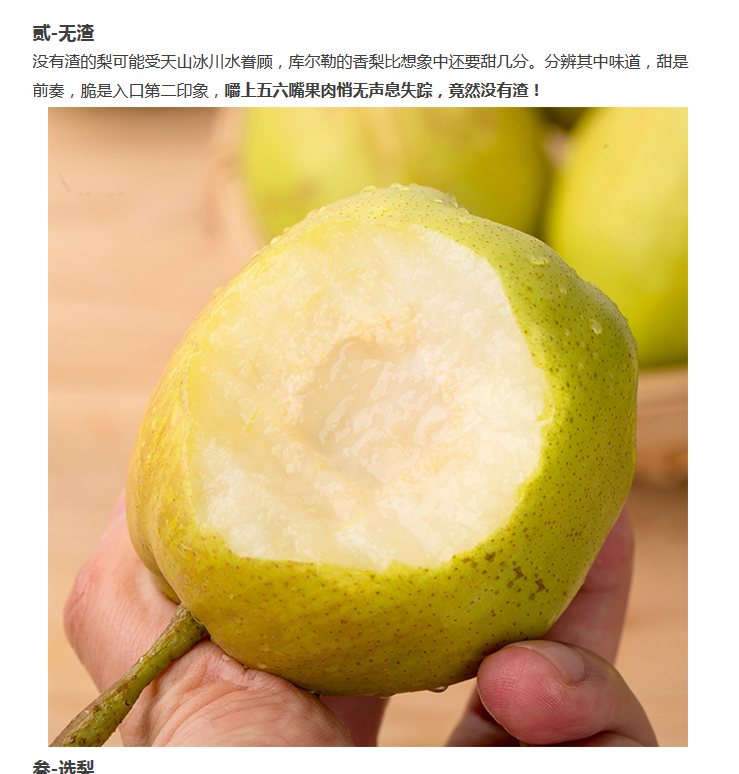 贰-无渣
没有渣的梨可能受天山冰川水眷顾，库尔勒的香梨比想象中还要甜几分。分辨其中味道，甜是
前奏，脆是入口第二印象，嚼上五六嘴果肉悄无声息失踪，竟然没有渣！
叁-选梨